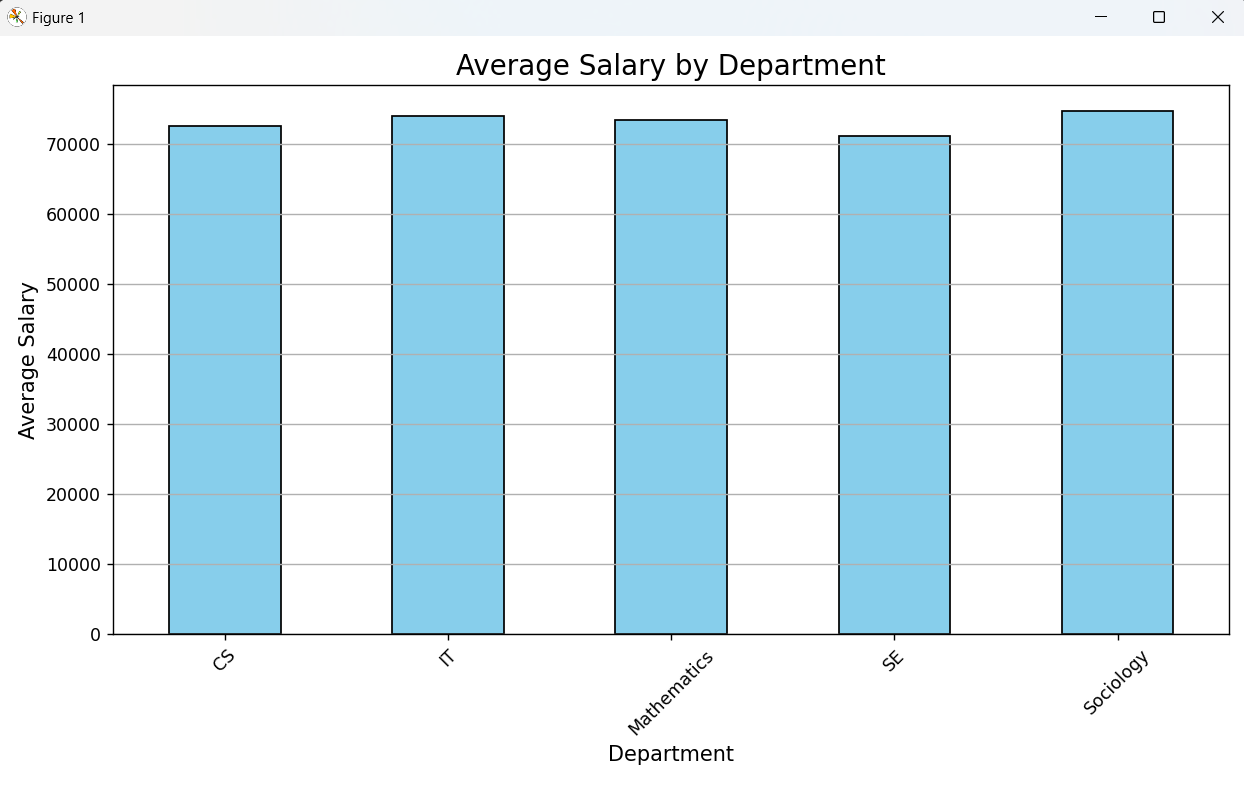 Figure 1
Average Salary by Department
Average Salary
70000
60000
50000
40000
30000
20000
10000
0
CS
IT
Mathematics
SE
Sociology
Department